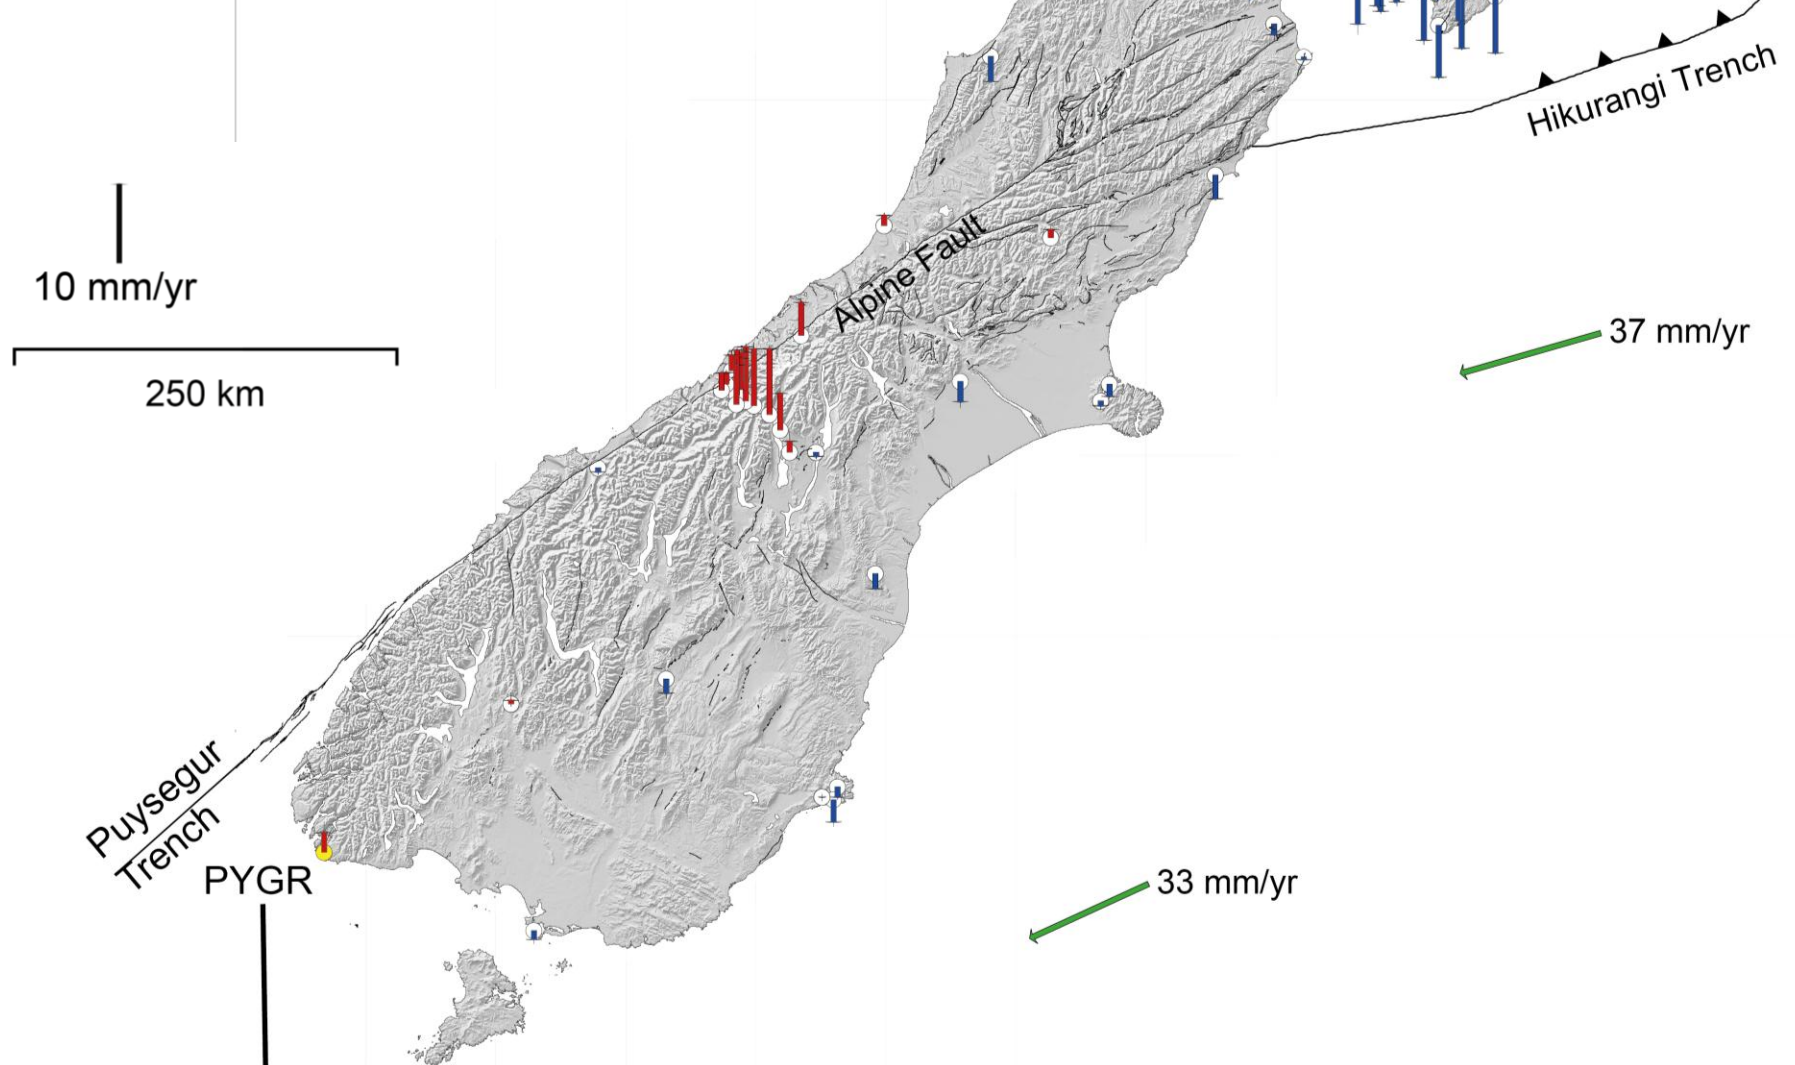 Hikurangi Trench
10 mm/yr
Alpine Fault
37 mm/yr
250 km
Puysegur
Trench
PYGR
33 mm/yr